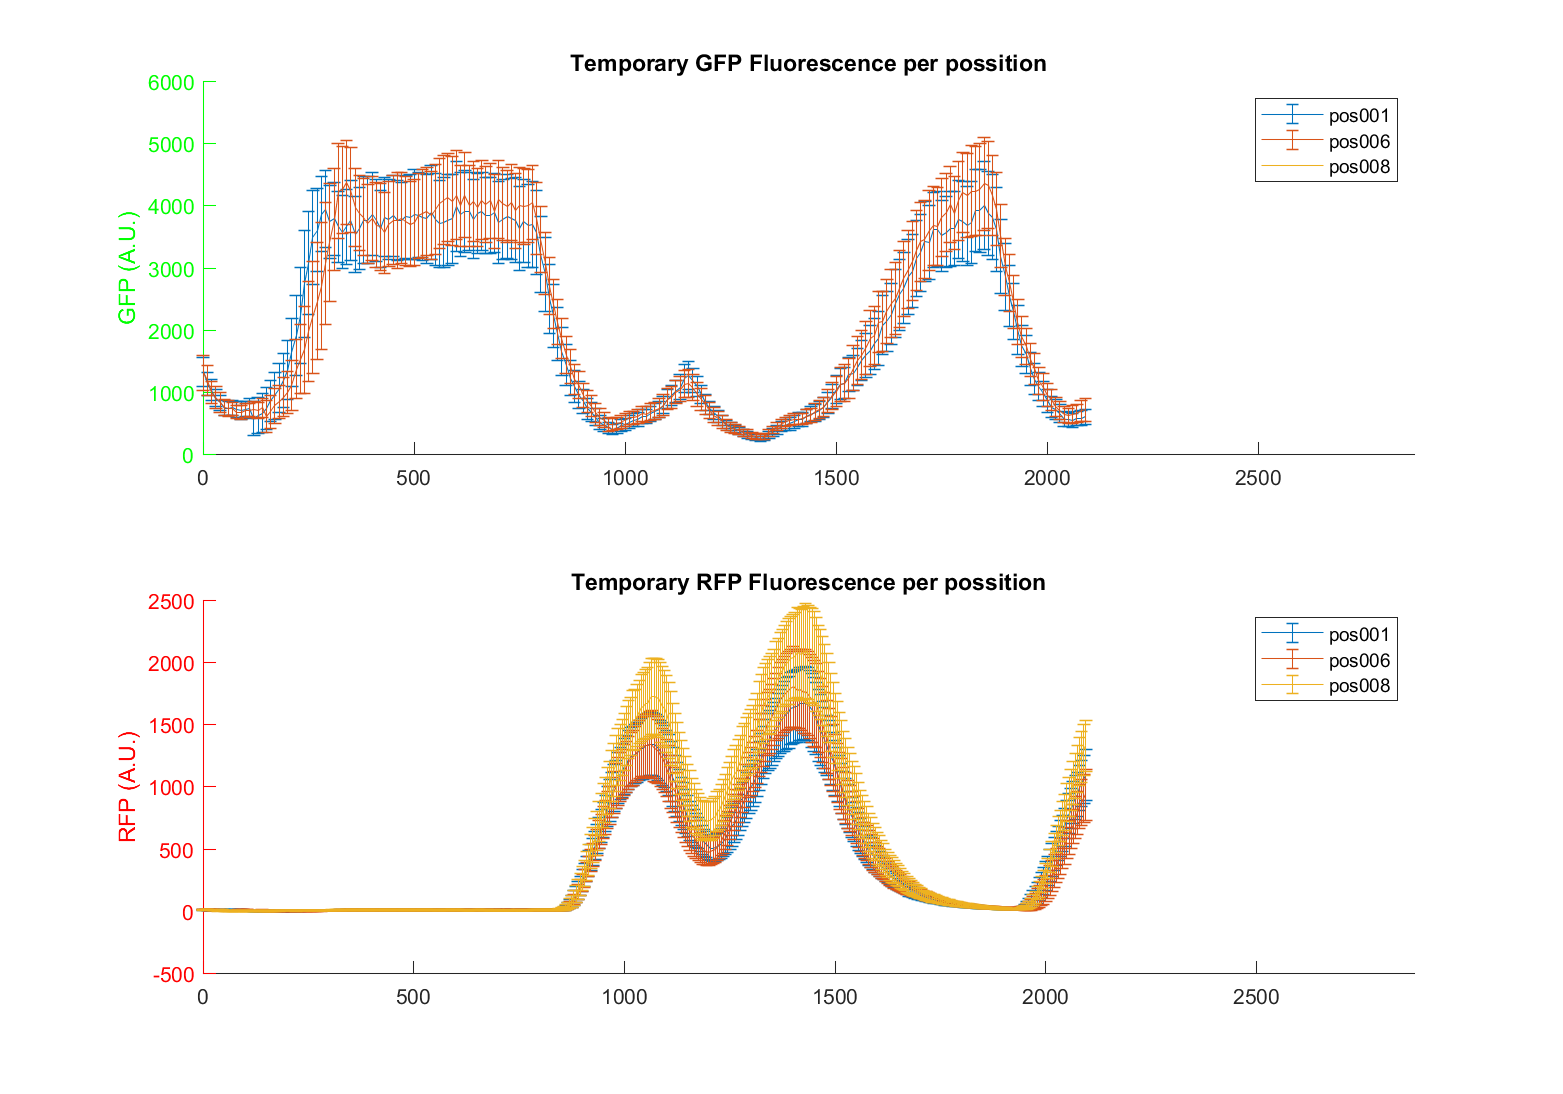 Temporary GFP Fluorescence per possition
6000
5000
4000
3000
2000
1000
0
GFP (A.U.)
0 500 1000 1500 2000 2500
pos001
pos006
pos008
Temporary RFP Fluorescence per possition
2500
2000
1500
1000
500
0
-500
RFP (A.U.)
0 500 1000 1500 2000 2500
pos001
pos006
pos008